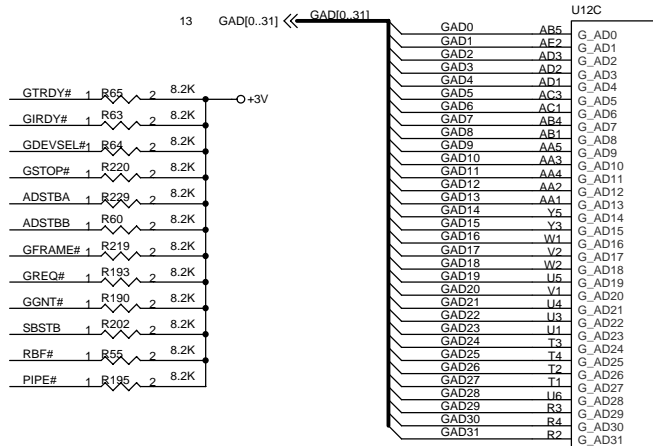 U12C
13 GAD[0..31] GAD[0..31]
GAD0 AB5 G_AD0
GAD1 AE2 G_AD1
GAD2 AD3 G_AD2
GAD3 AD2 G_AD3
GAD4 AD1 G_AD4
GAD5 AC3 G_AD5
GAD6 AC1 G_AD6
GAD7 AB4 G_AD7
GAD8 AB1 G_AD8
GAD9 AA5 G_AD9
GAD10 AA3 G_AD10
GAD11 AA4 G_AD11
GAD12 AA2 G_AD12
GAD13 AA1 G_AD13
GAD14 Y5 G_AD14
GAD15 Y3 G_AD15
GAD16 W1 G_AD16
GAD17 V2 G_AD17
GAD18 W2 G_AD18
GAD19 U5 G_AD19
GAD20 V1 G_AD20
GAD21 U4 G_AD21
GAD22 U3 G_AD22
GAD23 U1 G_AD23
GAD24 T3 G_AD24
GAD25 T4 G_AD25
GAD26 T2 G_AD26
GAD27 T1 G_AD27
GAD28 U6 G_AD28
GAD29 R3 G_AD29
GAD30 R4 G_AD30
GAD31 R2 G_AD31
GTRDY# 1 R65 2 8.2K +3V
GIRDY# 1 R63 2 8.2K
GDEVSEL# 1 R64 2 8.2K
GSTOP# 1 R220 2 8.2K
ADSTBA 1 R229 2 8.2K
ADSTBB 1 R60 2 8.2K
GFRAME# 1 R219 2 8.2K
GREQ# 1 R193 2 8.2K
GGNT# 1 R190 2 8.2K
SBSTB 1 R202 2 8.2K
RBF# 1 R55 2 8.2K
PIPE# 1 R195 2 8.2K